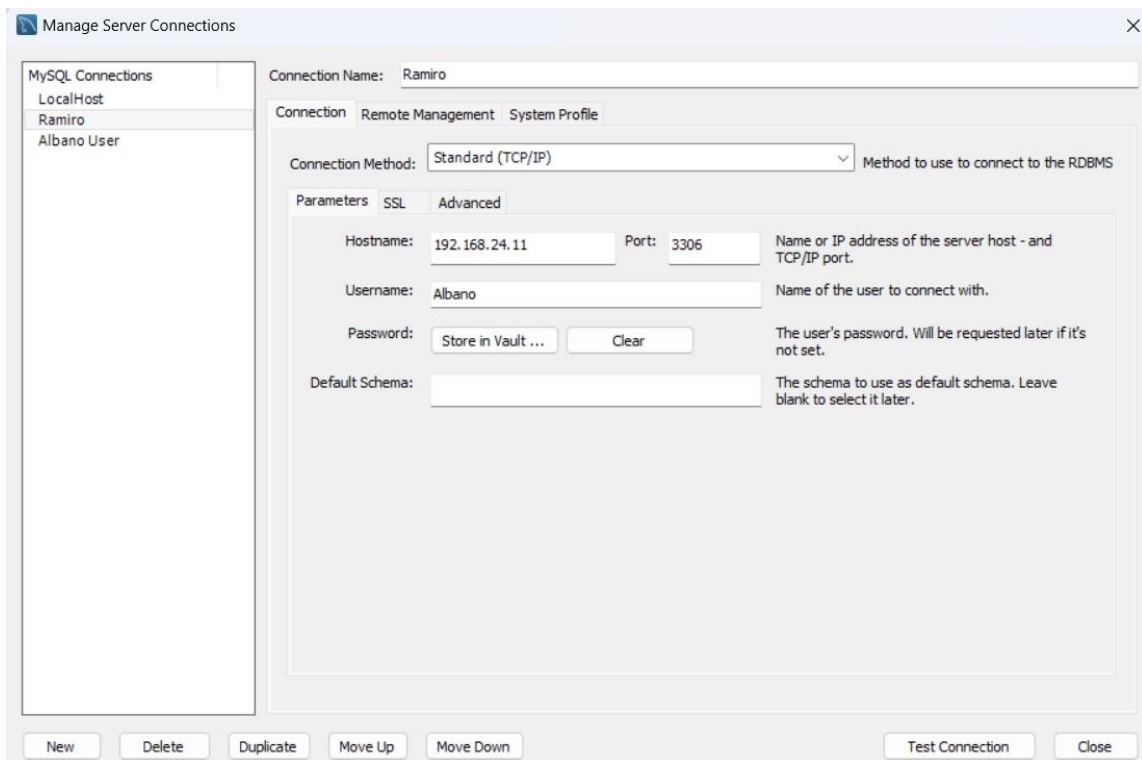 Manage Server Connections
MySQL Connections
LocalHost
Ramiro
Albano User
Connection Name: Ramiro
Connection Remote Management System Profile
Connection Method: Standard (TCP/IP) Method to use to connect to the RDBMS
Parameters SSL Advanced
Hostname: 192.168.24.11 Port: 3306 Name or IP address of the server host - and
TCP/IP port.
Username: Albano Name of the user to connect with.
Password: Store in Vault ... Clear The user's password. Will be requested later if it's
not set.
Default Schema: The schema to use as default schema. Leave
blank to select it later.
New Delete Duplicate Move Up Move Down Test Connection Close